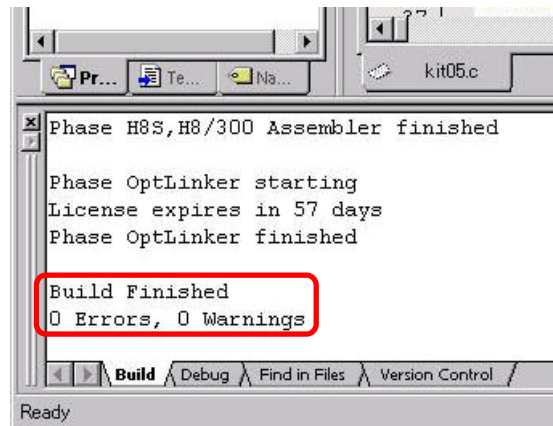 37
Pr... Te... Na...
kit05.c
Phase H8S,H8/300 Assembler finished
Phase OptLinker starting
License expires in 57 days
Phase OptLinker finished
Build Finished
0 Errors, 0 Warnings
Build Debug Find in Files Version Control
Ready